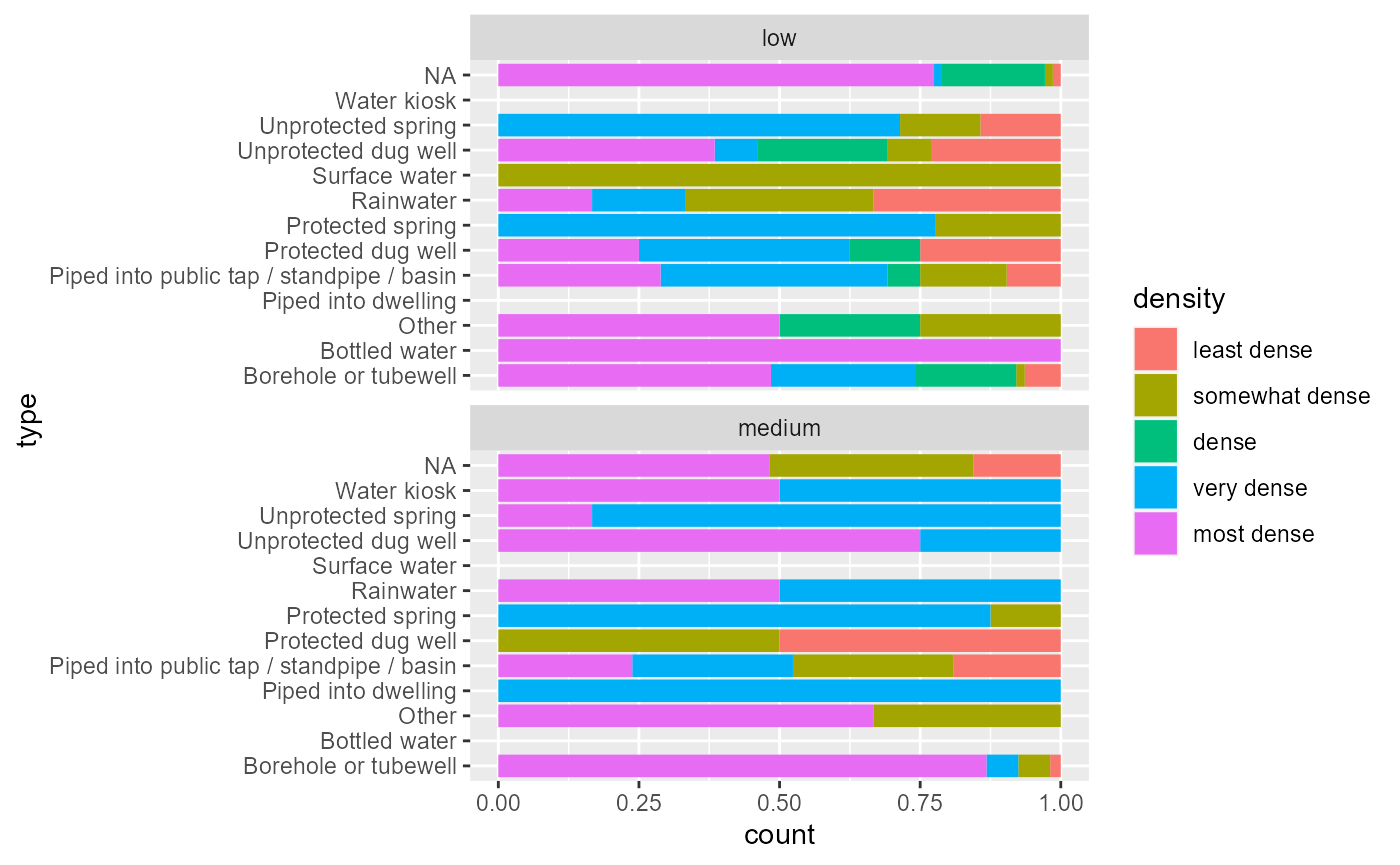 low
NA
Water kiosk
Unprotected spring
Unprotected dug well
Surface water
Rainwater
Protected spring
Protected dug well
Piped into public tap / standpipe / basin
Piped into dwelling
Other
Bottled water
Borehole or tubewell
type
medium
NA
Water kiosk
Unprotected spring
Unprotected dug well
Surface water
Rainwater
Protected spring
Protected dug well
Piped into public tap / standpipe / basin
Piped into dwelling
Other
Bottled water
Borehole or tubewell
0.00 0.25 0.50 0.75 1.00
count
density
least dense
somewhat dense
dense
very dense
most dense